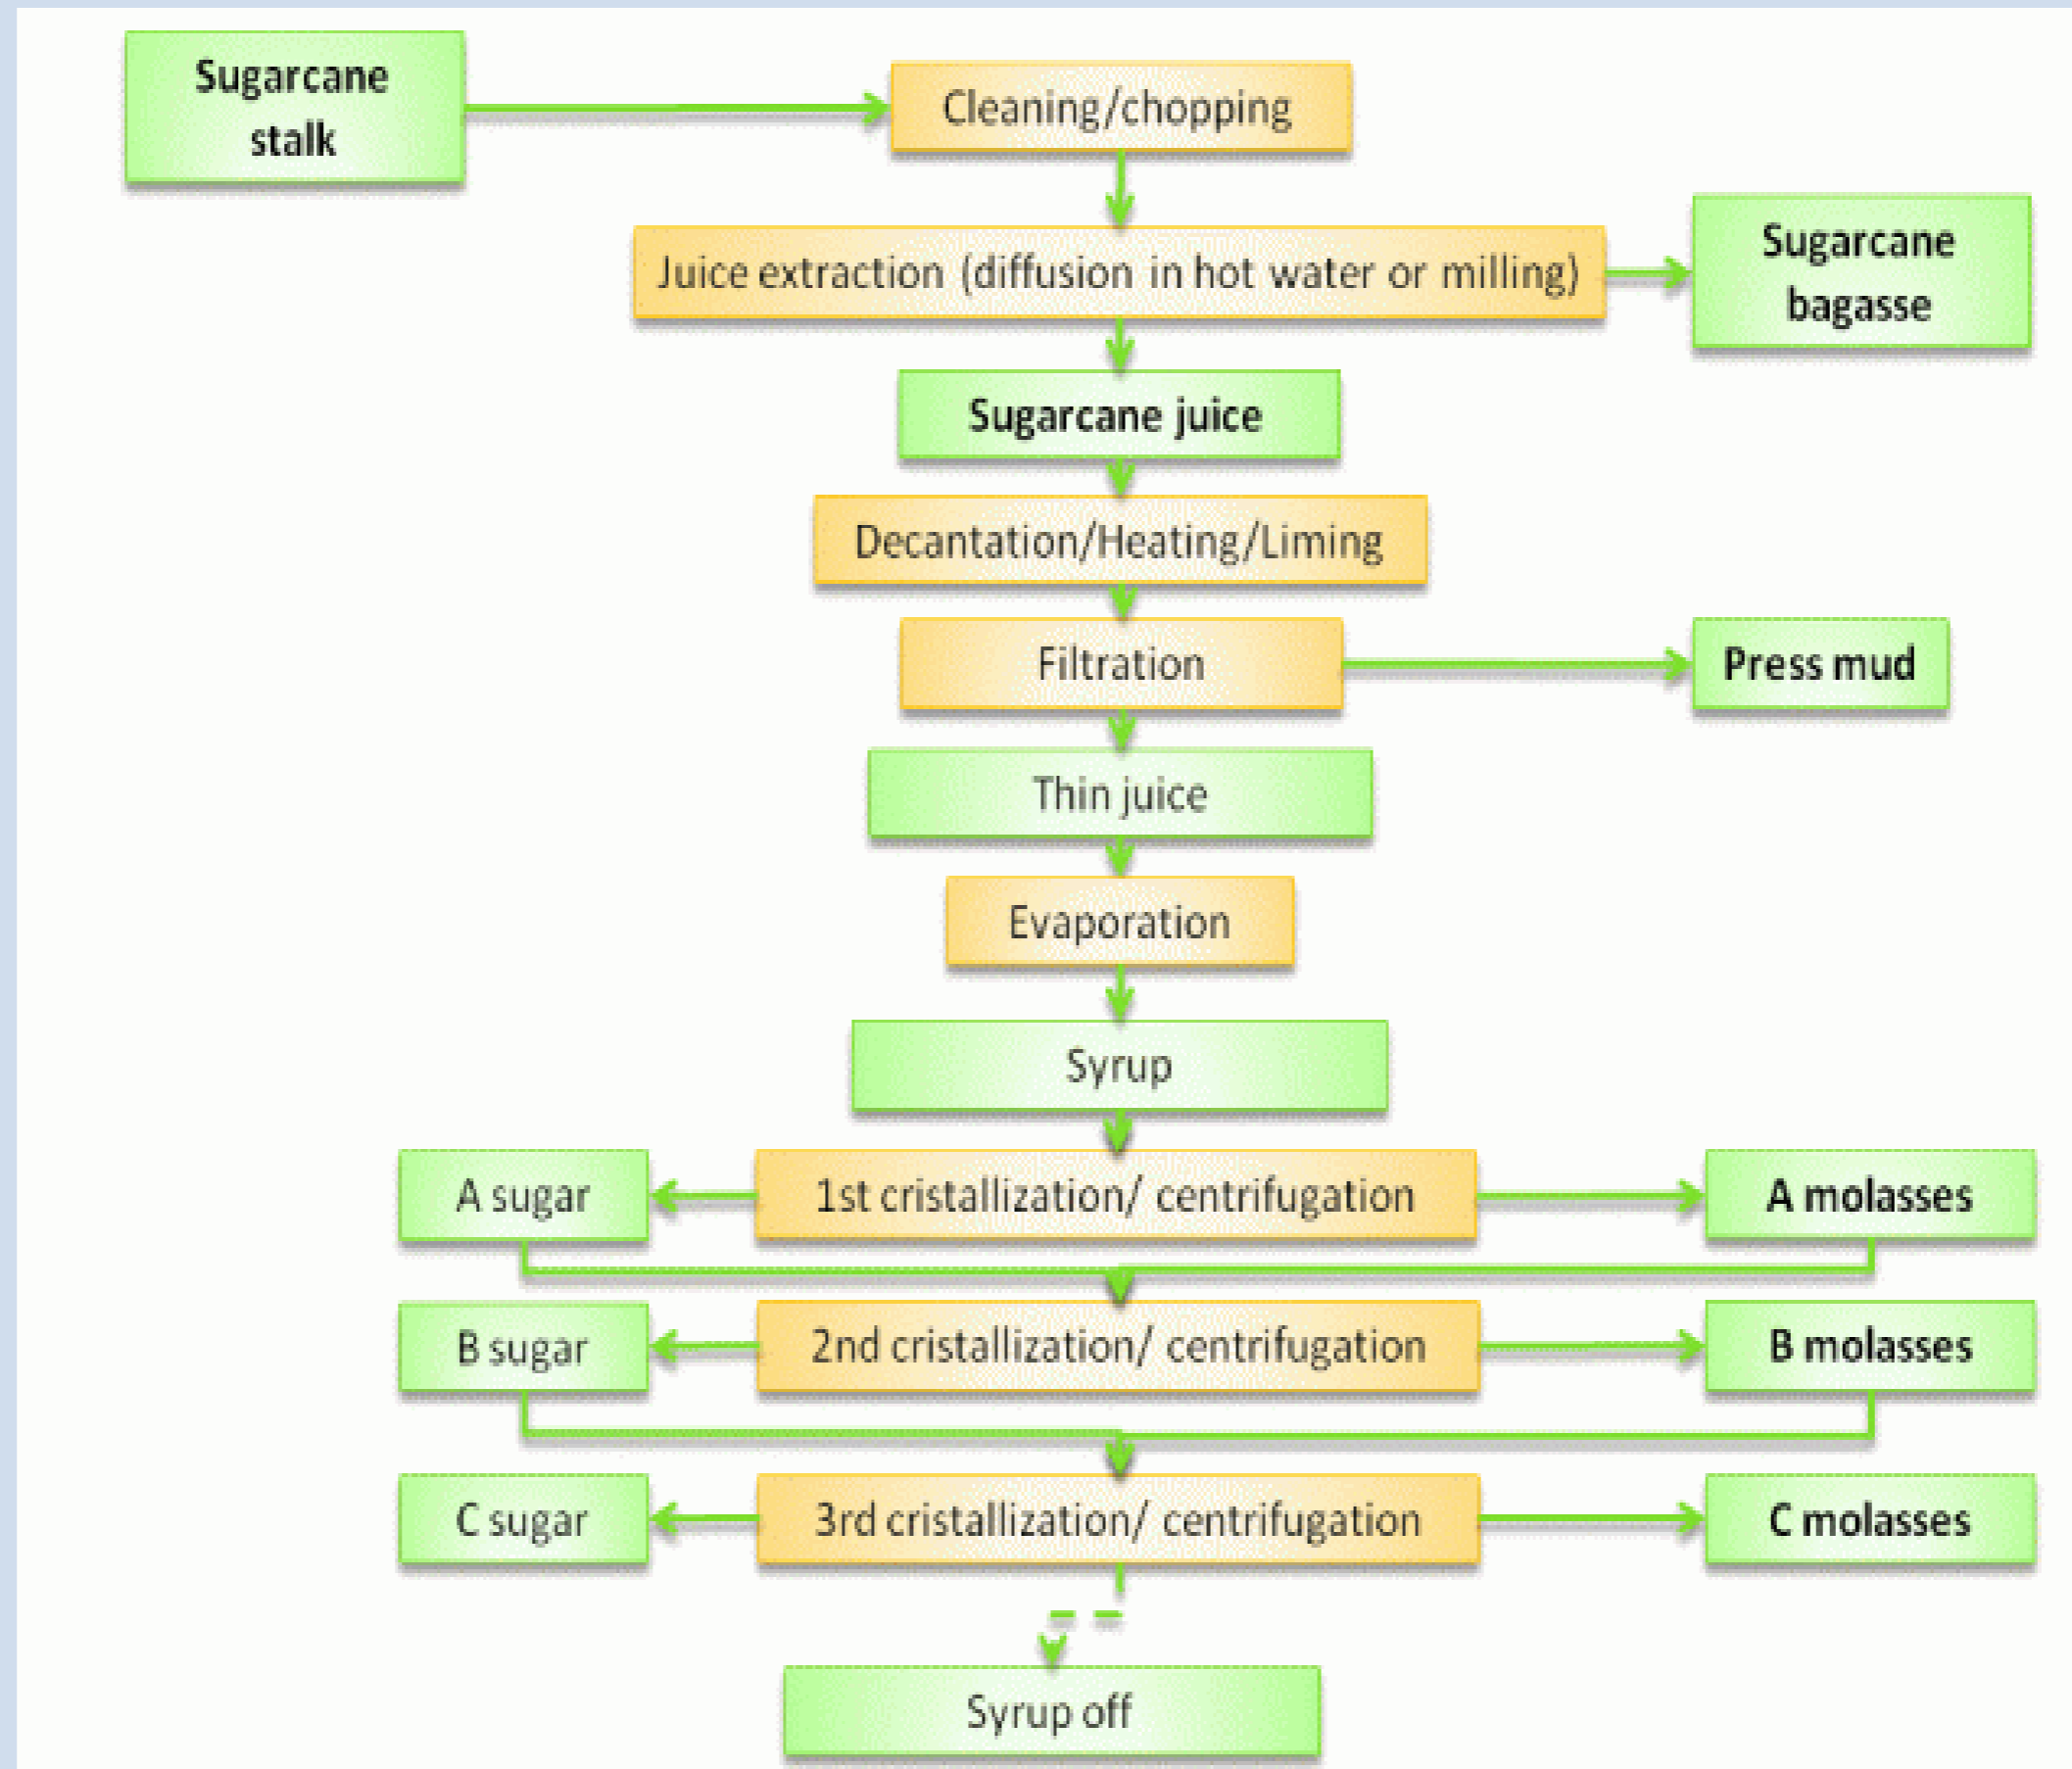 Sugarcane
stalk
Cleaning/chopping
Juice extraction (diffusion in hot water or milling)
Sugarcane
bagasse
Sugarcane juice
Decantation/Heating/Liming
Filtration
Press mud
Thin juice
Evaporation
Syrup
A sugar
1st cristallization/ centrifugation
A molasses
B sugar
2nd cristallization/ centrifugation
B molasses
C sugar
3rd cristallization/ centrifugation
C molasses
Syrup off